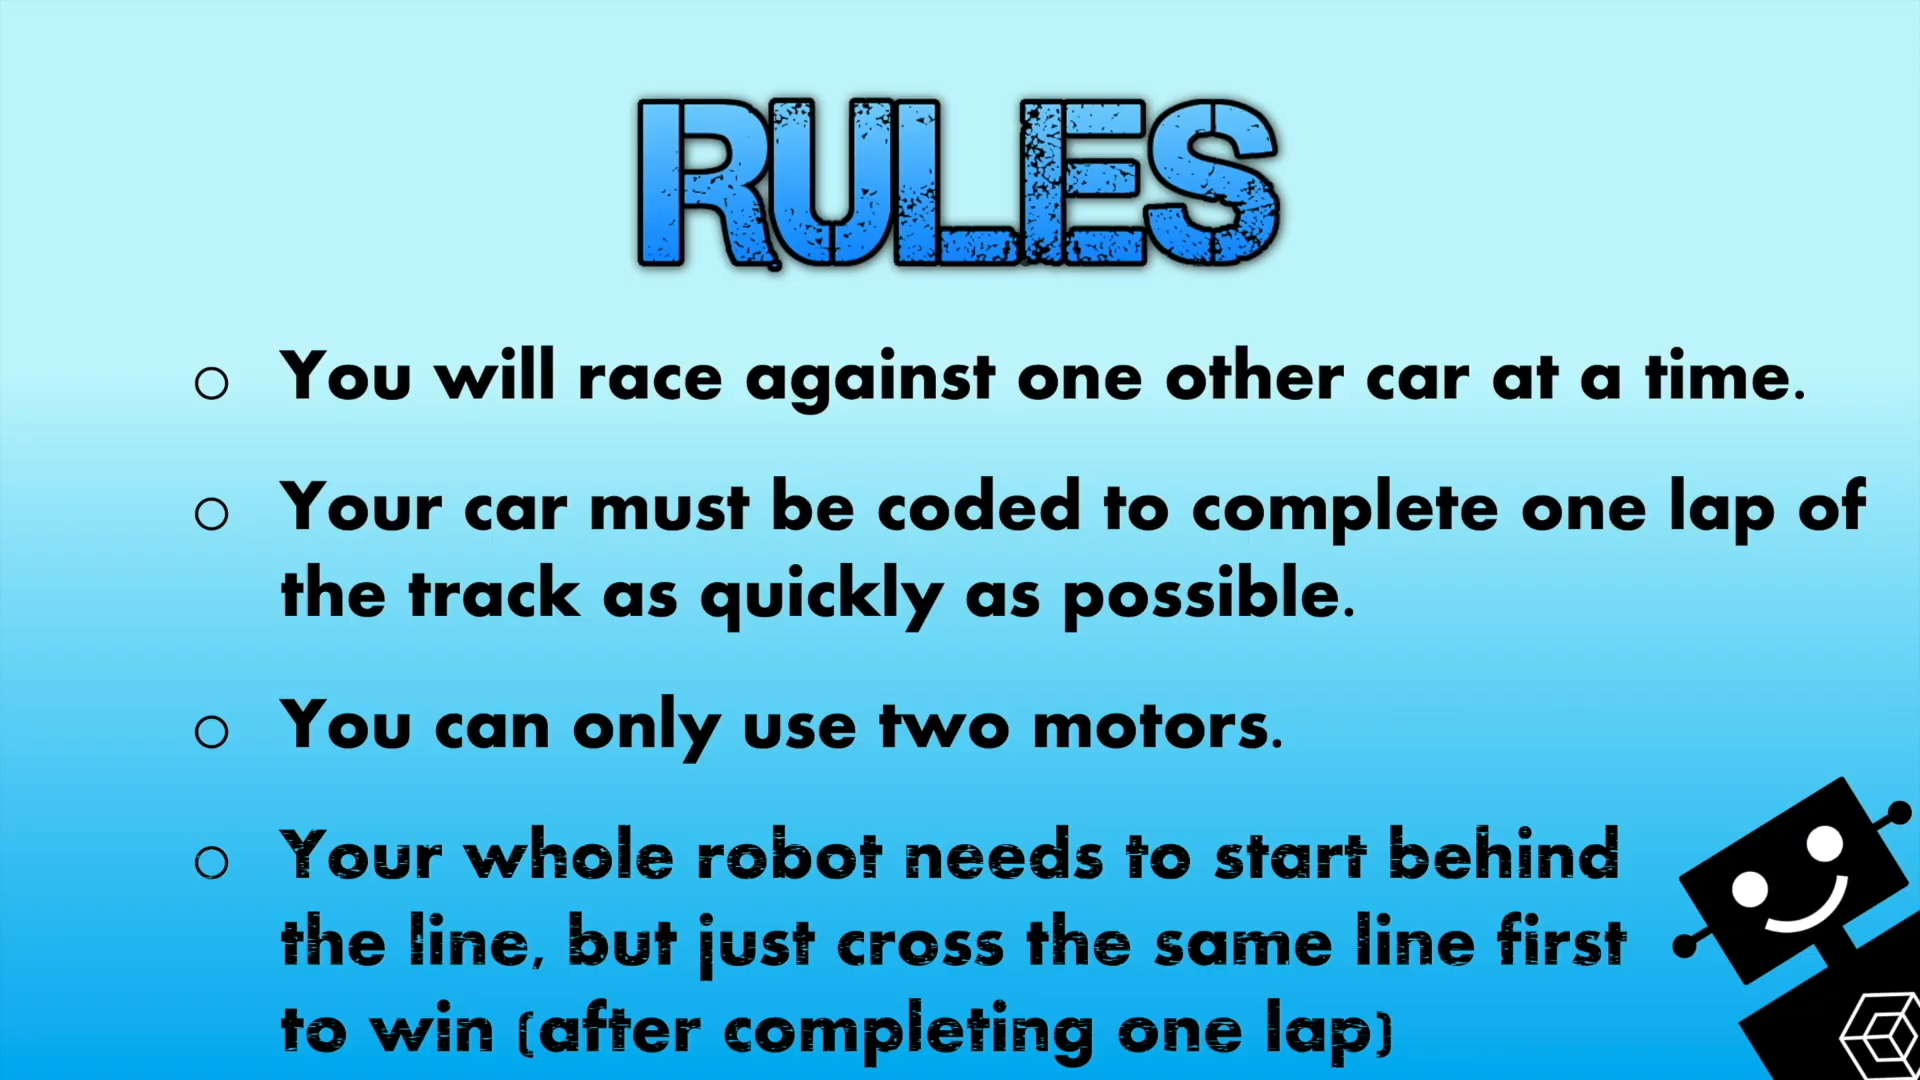 RULES
o You will race against one other car at a time.
o Your car must be coded to complete one lap of
the track as quickly as possible.
o You can only use two motors.
o Your whole robot needs to start behind
the line, but just cross the same line first
to win (after completing one lap)